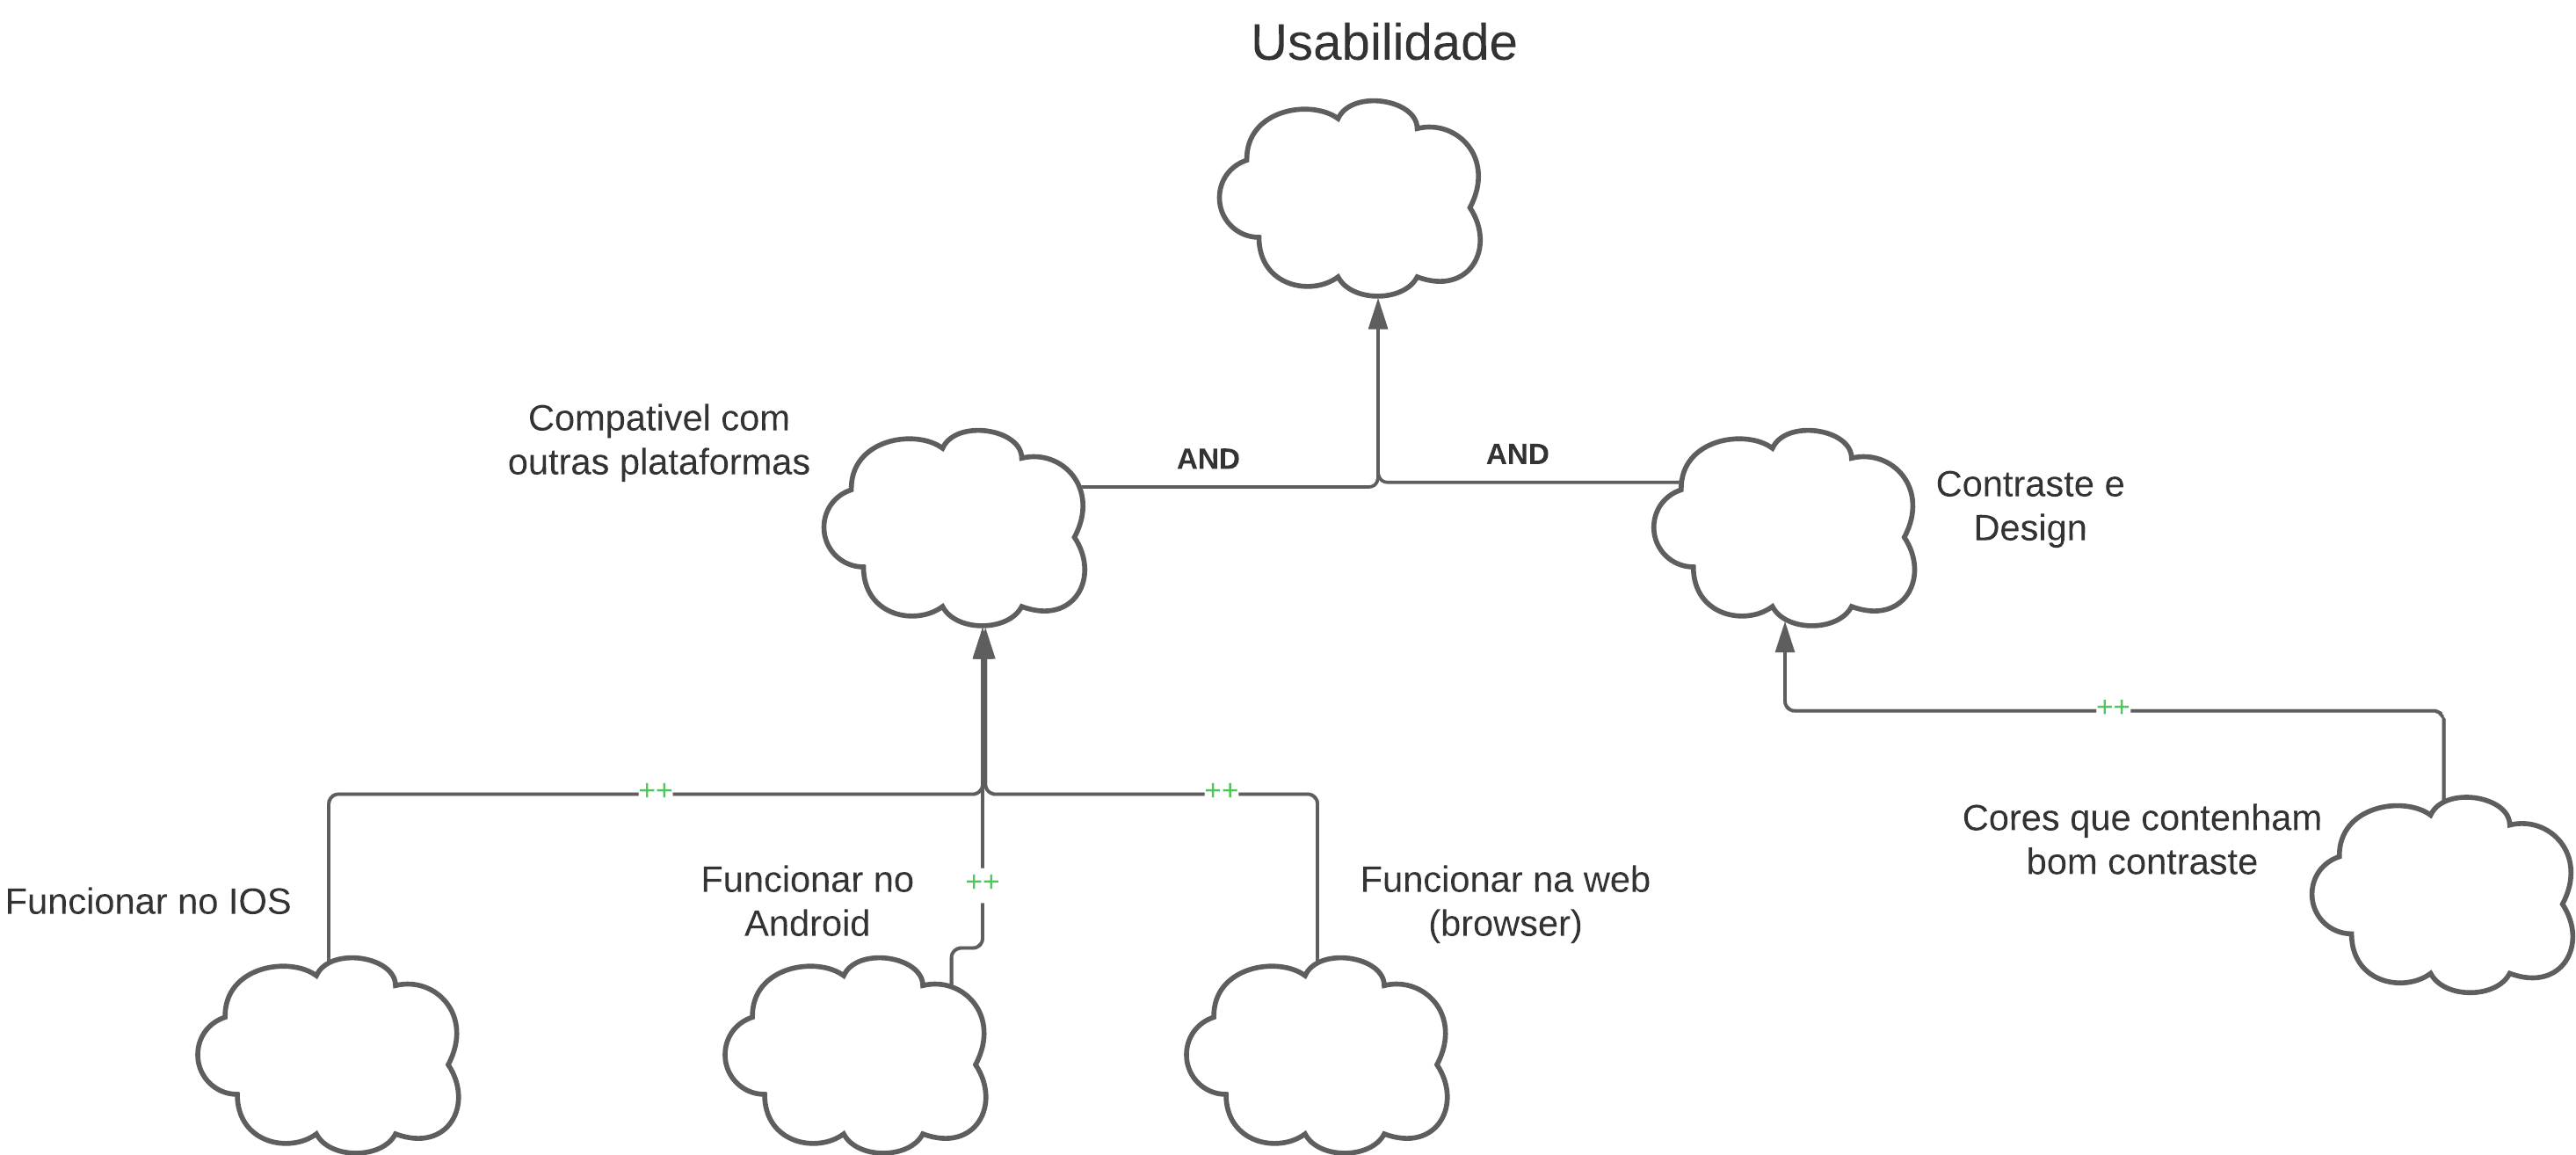 Usabilidade
Compativel com
outras plataformas
AND
AND
Contraste e
Design
++
++
++
++
Cores que contenham
bom contraste
Funcionar no IOS
Funcionar no
Android
Funcionar na web
(browser)